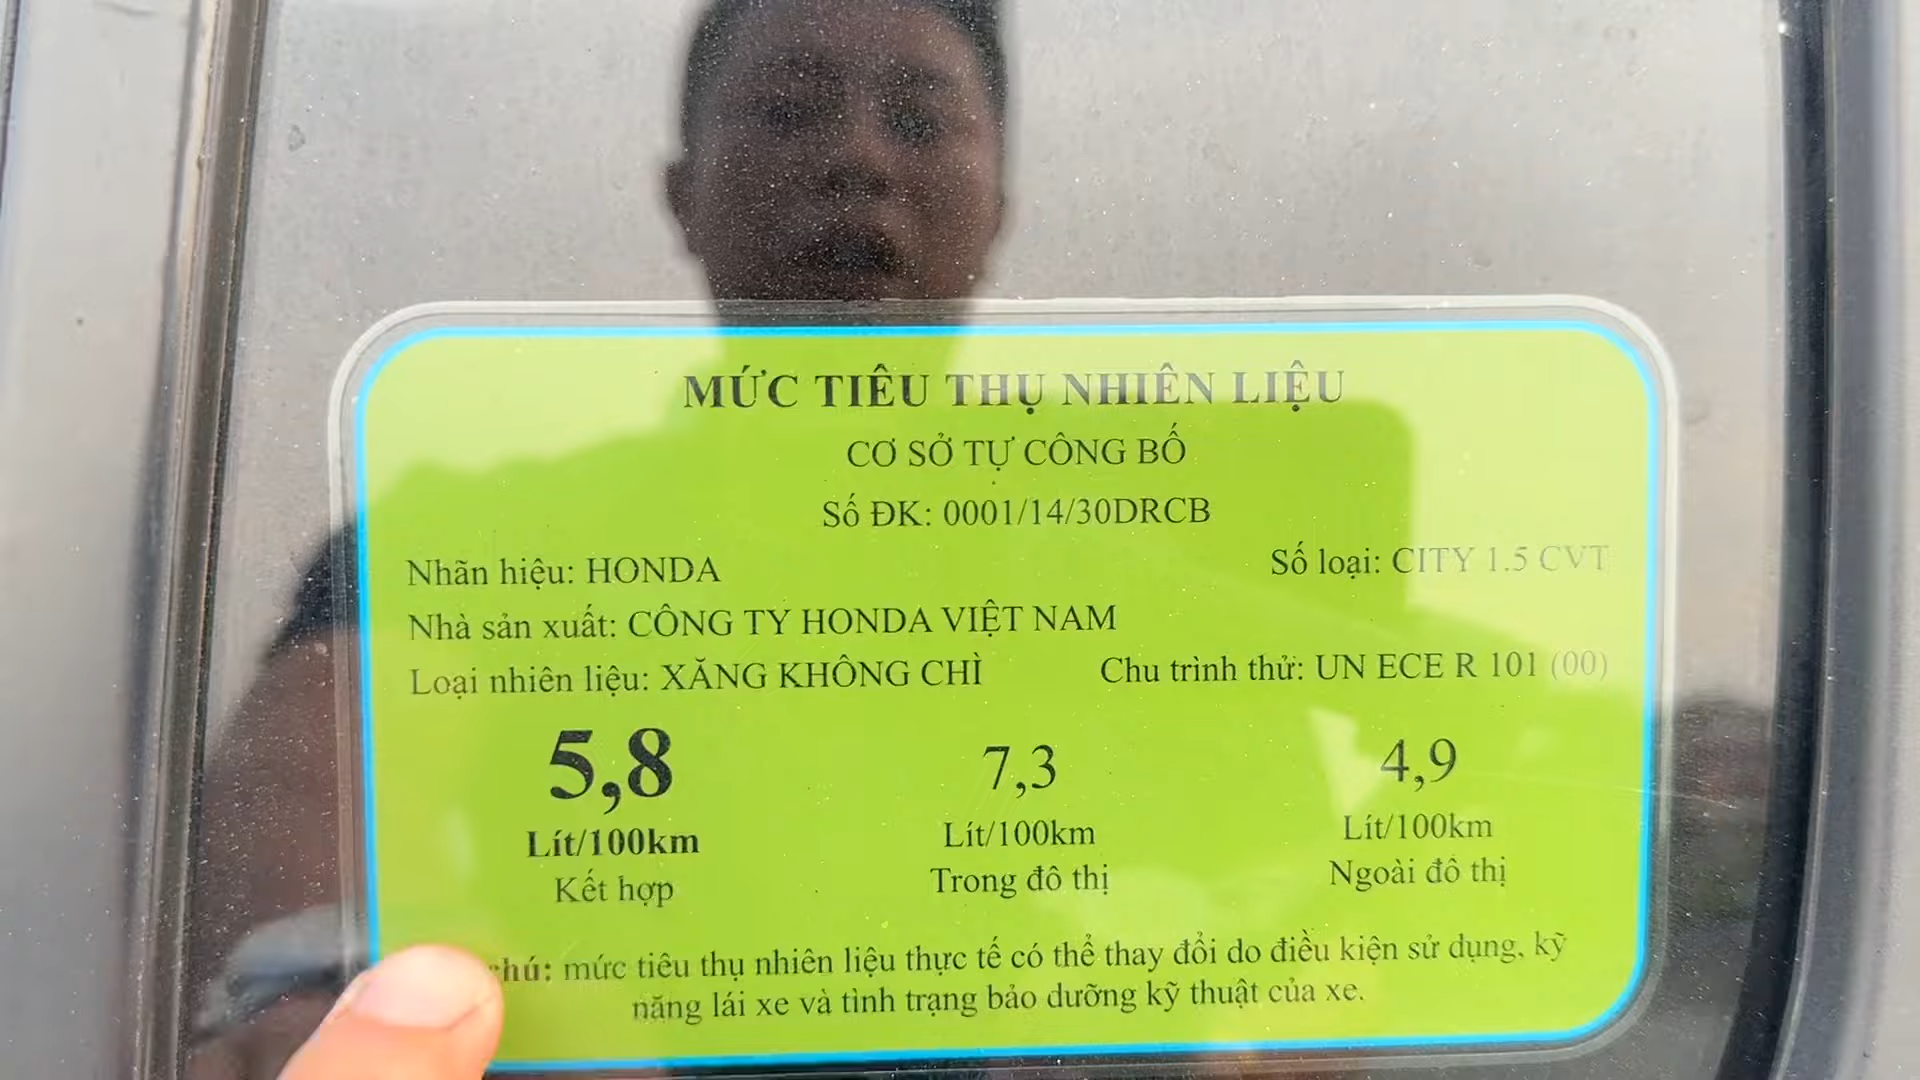 MỨC TIÊU THỤ NHIÊN LIỆU
CƠ SỞ TỰ CÔNG BỐ
Số ĐK: 0001/14/30DRCB
Nhãn hiệu: HONDA Số loại: CITY 1.5 CVT
Nhà sản xuất: CÔNG TY HONDA VIỆT NAM
Loại nhiên liệu: XĂNG KHÔNG CHÌ Chu trình thử: UN ECE R 101 (00)
5,8 7,3 4,9
Lít/100km Lít/100km Lít/100km
Kết hợp Trong đô thị Ngoài đô thị
mức tiêu thụ nhiên liệu thực tế có thể thay đổi do điều kiện sử dụng, kỹ
năng lái xe và tình trạng bảo dưỡng kỹ thuật của xe.